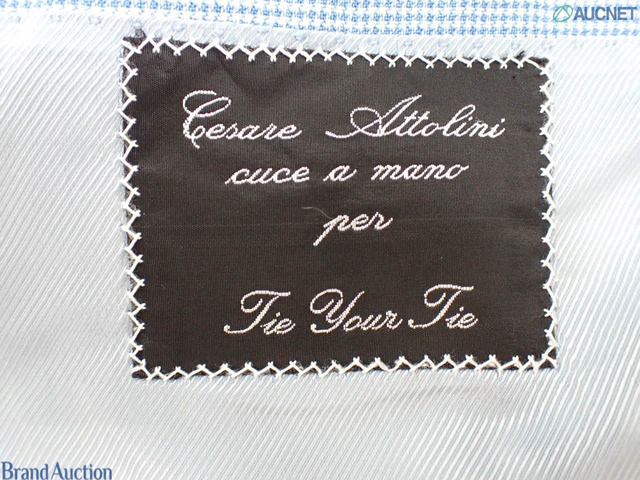 AUCNET
Cesare Attolini
cuce a mano
per
Tie Your Tie
Brand Auction